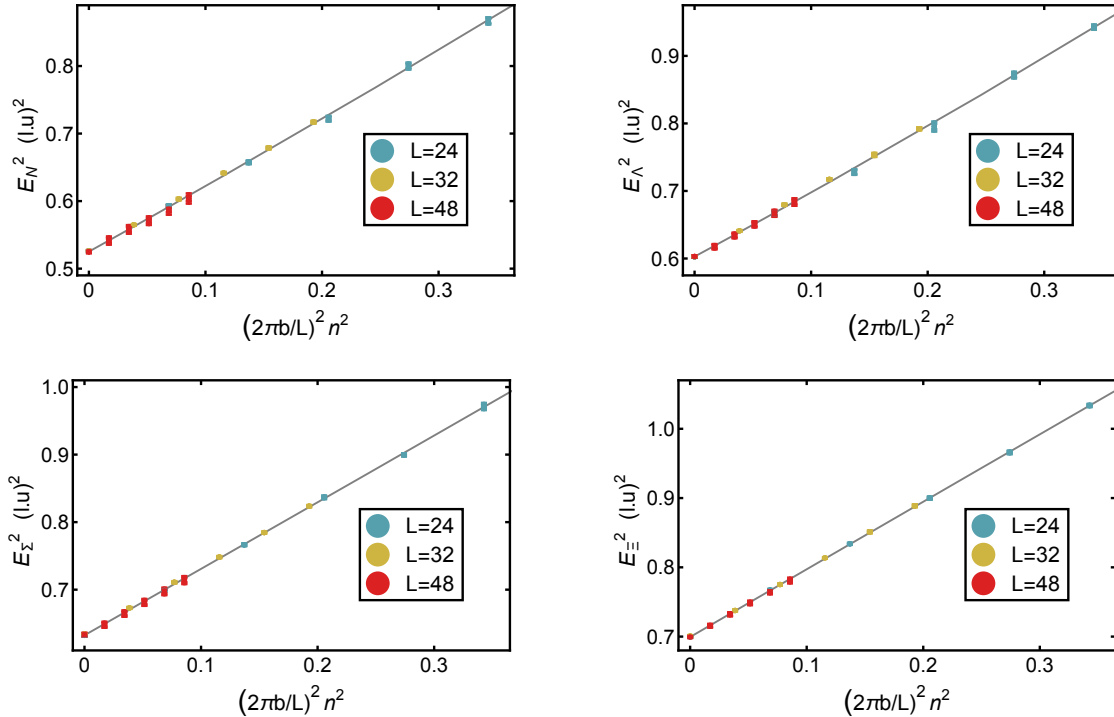 E_N^2 (l.u)^2
0.8
0.7
0.6
0.5
0 0.1 0.2 0.3
(2πb/L)^2 n^2
L=24
L=32
L=48
E_Λ^2 (l.u)^2
0.9
0.8
0.7
0.6
0 0.1 0.2 0.3
(2πb/L)^2 n^2
L=24
L=32
L=48
E_Σ^2 (l.u)^2
1.0
0.9
0.8
0.7
0 0.1 0.2 0.3
(2πb/L)^2 n^2
L=24
L=32
L=48
E_Ξ^2 (l.u)^2
1.0
0.9
0.8
0.7
0 0.1 0.2 0.3
(2πb/L)^2 n^2
L=24
L=32
L=48